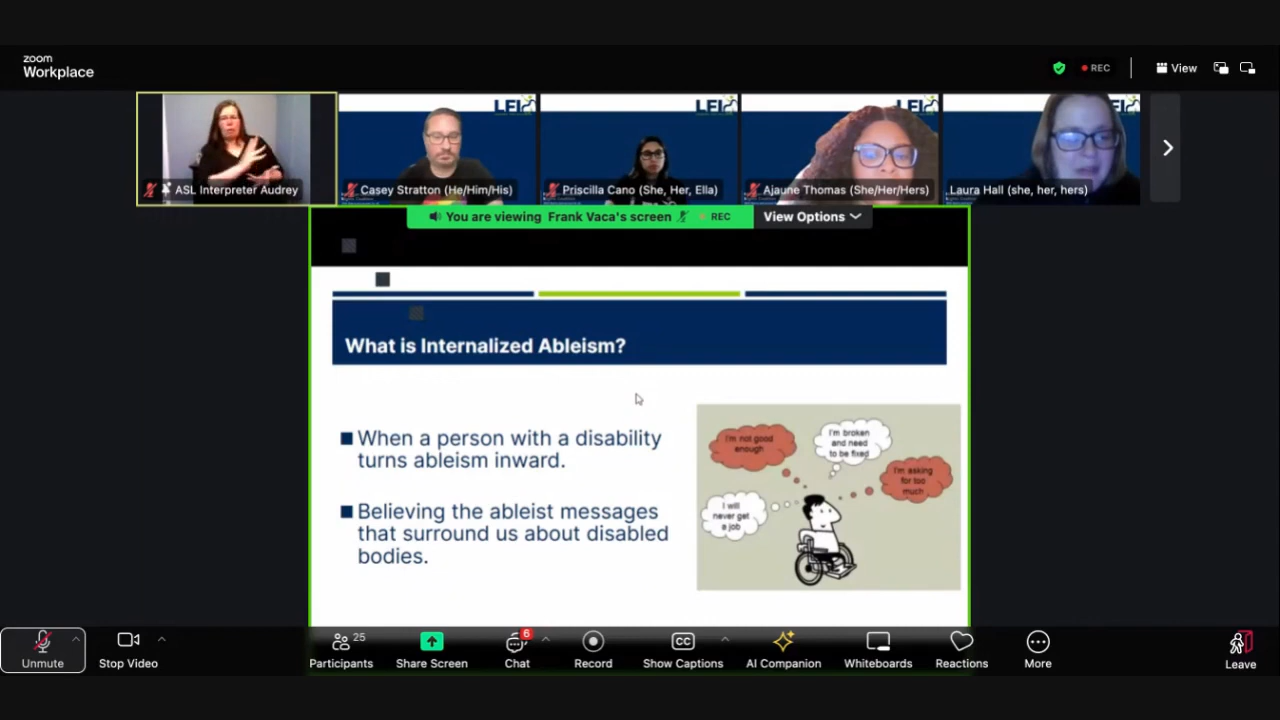 zoom
Workplace
REC
View
LEI
LEI
LEI
ASL Interpreter Audrey
Casey Stratton (He/Him/His)
Priscilla Cano (She, Her, Ella)
Ajaune Thomas (She/Her/Hers)
Laura Hall (she, her, hers)
You are viewing Frank Vaca's screen
REC
View Options
What is Internalized Ableism?
When a person with a disability
turns ableism inward.
Believing the ableist messages
that surround us about disabled
bodies.
I'm not good
enough
I'm broken
and need
to be fixed
I'm asking
for too
much
I will
never get
a job
Unmute
Stop Video
25
Participants
Share Screen
6
Chat
Record
CC
Show Captions
AI Companion
Whiteboards
Reactions
More
Leave